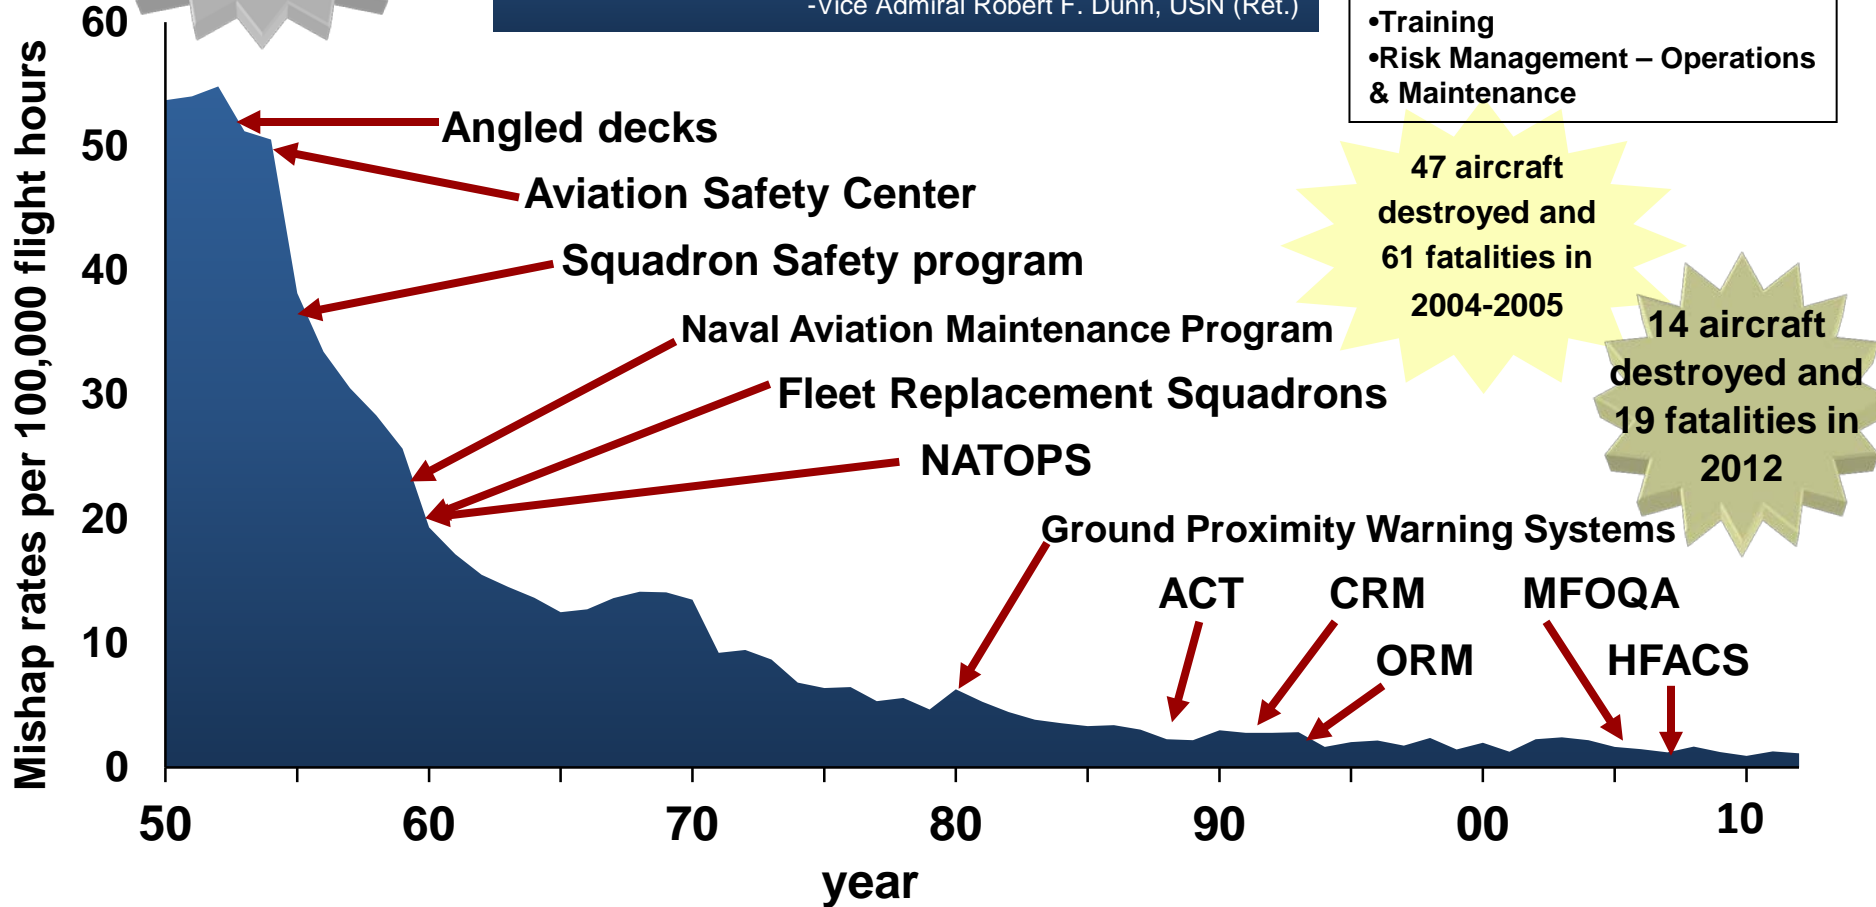 -Vice Admiral Robert F. Dunn, USN (Ret.)
•Training
•Risk Management – Operations
& Maintenance
Mishap rates per 100,000 flight hours
60
50
40
30
20
10
0
Angled decks
Aviation Safety Center
Squadron Safety program
Naval Aviation Maintenance Program
Fleet Replacement Squadrons
NATOPS
Ground Proximity Warning Systems
ACT
CRM
MFOQA
ORM
HFACS
47 aircraft
destroyed and
61 fatalities in
2004-2005
14 aircraft
destroyed and
19 fatalities in
2012
50
60
70
80
90
00
10
year